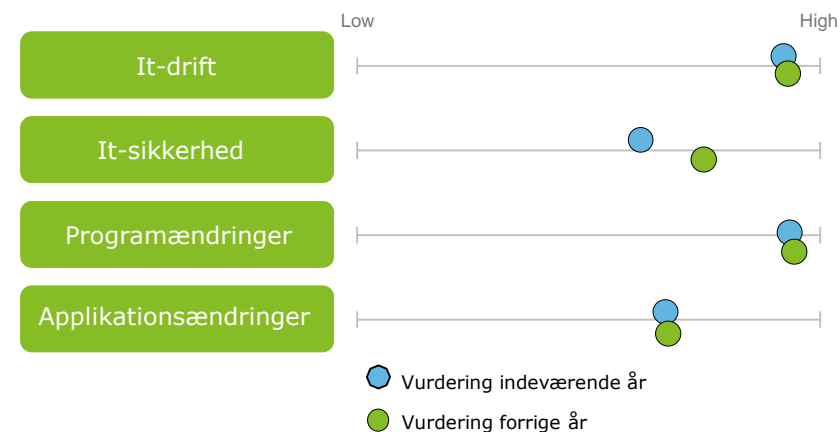 Low High
It-drift
It-sikkerhed
Programændringer
Applikationsændringer
Vurdering indeværende år
Vurdering forrige år